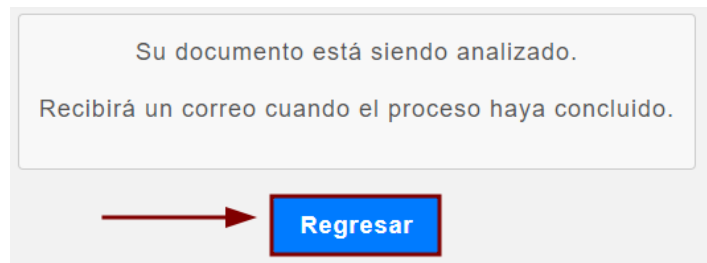 Su documento está siendo analizado.
Recibirá un correo cuando el proceso haya concluido.
Regresar